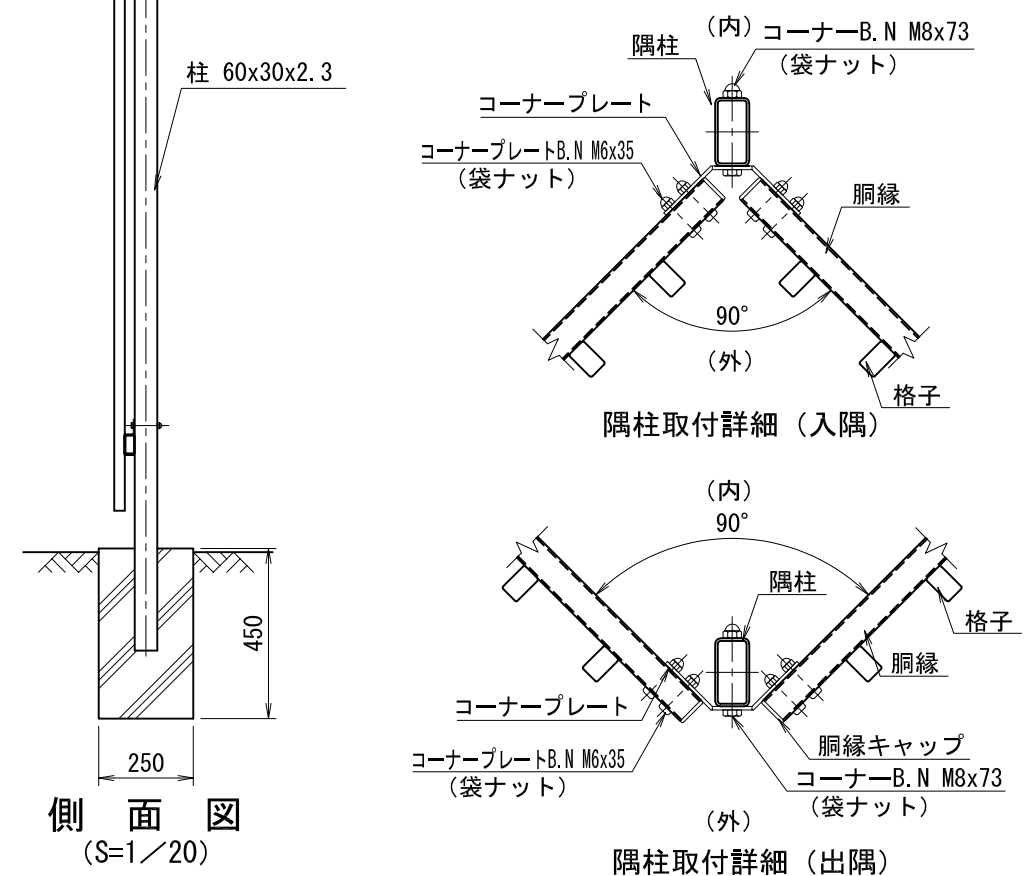 柱 60x30x2.3
450
250
側 面 図
(S=1／20)
(内)
コーナーB.N M8x73
(袋ナット)
隅柱
コーナープレート
コーナープレートB.N M6x35
(袋ナット)
胴縁
90°
(外)
格子
隅柱取付詳細 (入隅)
(内)
90°
隅柱
格子
胴縁
コーナープレート
コーナープレートB.N M6x35
(袋ナット)
胴縁キャップ
コーナーB.N M8x73
(袋ナット)
(外)
隅柱取付詳細 (出隅)